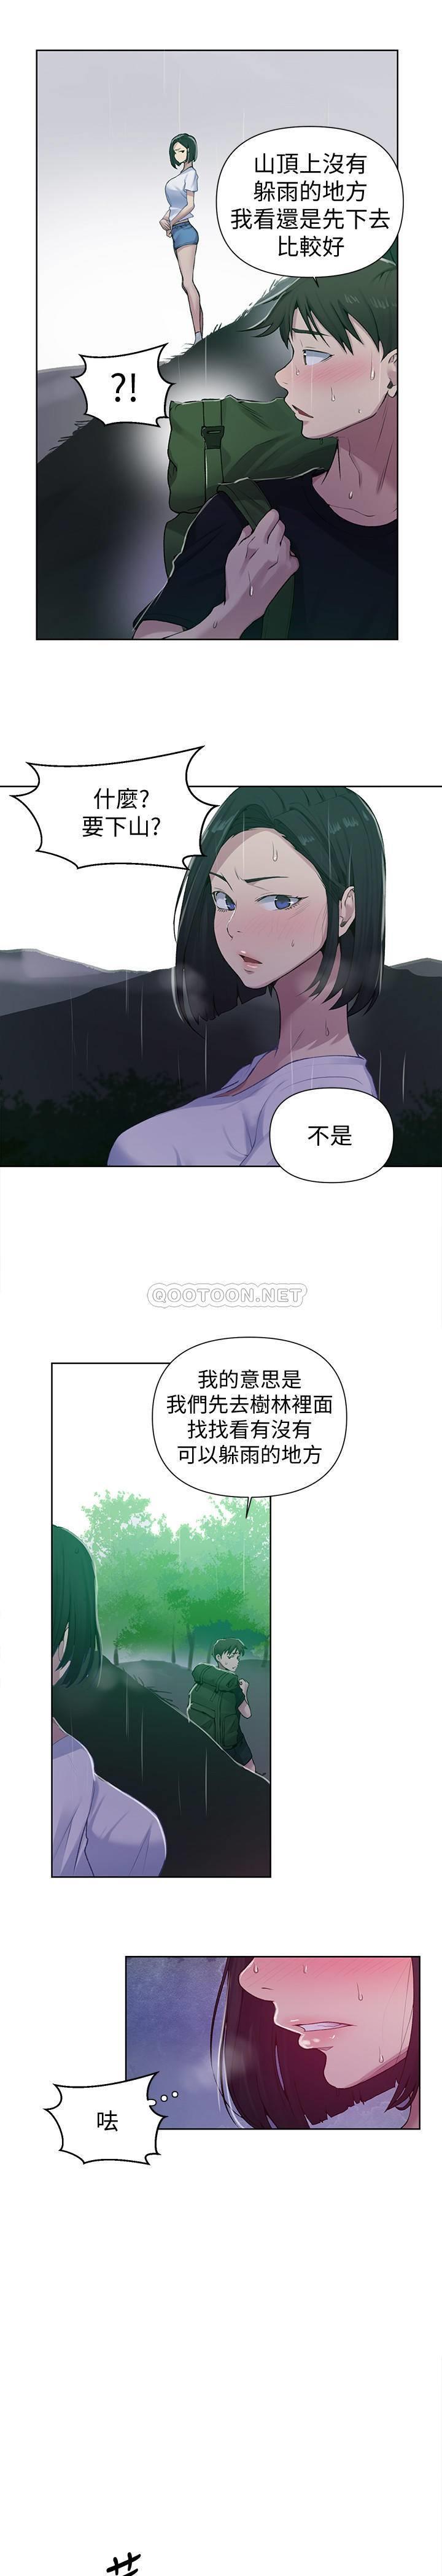 山頂上沒有
躲雨的地方
我看還是先下去
比較好
?!
什麼?
要下山?
不是
QOOTOON.NET
我的意思是
我們先去樹林裡面
找找看有沒有
可以躲雨的地方
呿